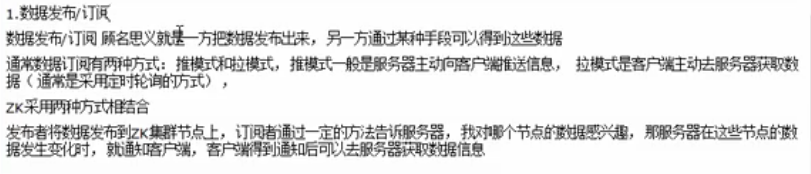 1.数据发布/订阅
数据发布/订阅 顾名思义就是一方把数据发布出来，另一方通过某种手段可以得到这些数据
通常数据订阅有两种方式：推模式和拉模式，推模式一般是服务器主动向客户端推送信息， 拉模式是客户端主动去服务器获取数
据（通常是采用定时轮询的方式），
ZK采用两种方式相结合
发布者将数据发布到ZK集群节点上，订阅者通过一定的方法告诉服务器，我对哪个节点的数据感兴趣，那服务器在这些节点的数
据发生变化时，就通知客户端，客户端得到通知后可以去服务器获取数据信息